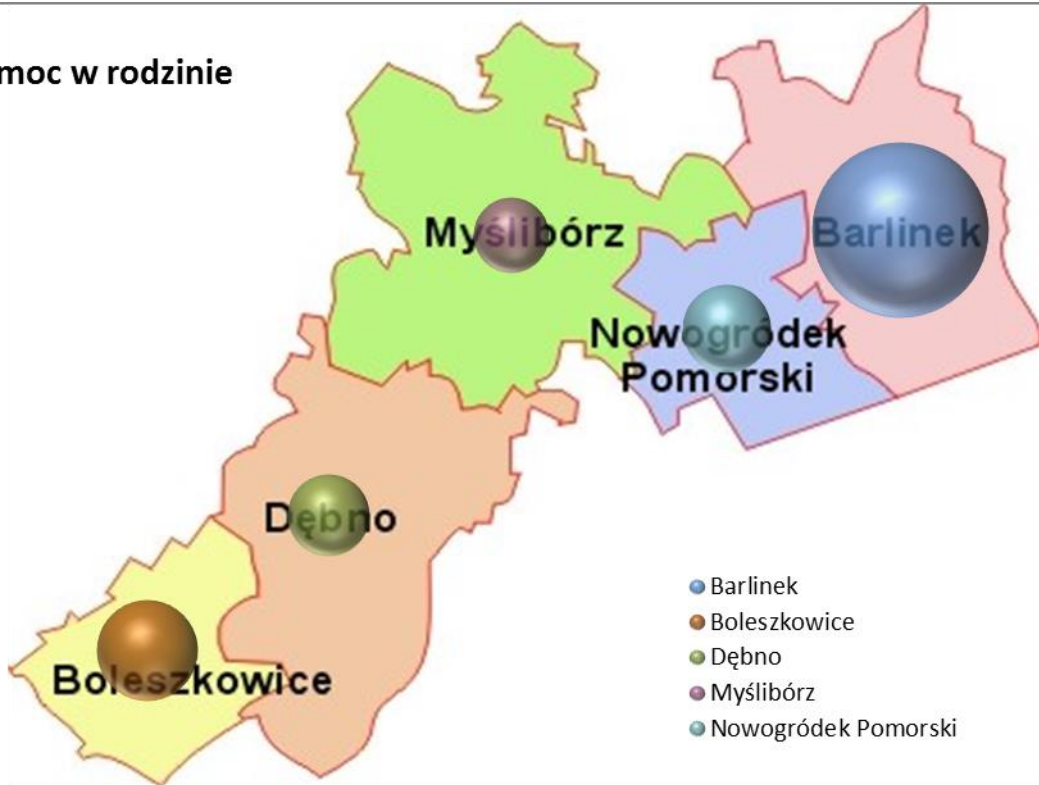 moc w rodzinie
Myślibórz
Barlinek
Nowogródek
Pomorski
Dębno
Boleszkowice
Barlinek
Boleszkowice
Dębno
Myślibórz
Nowogródek Pomorski